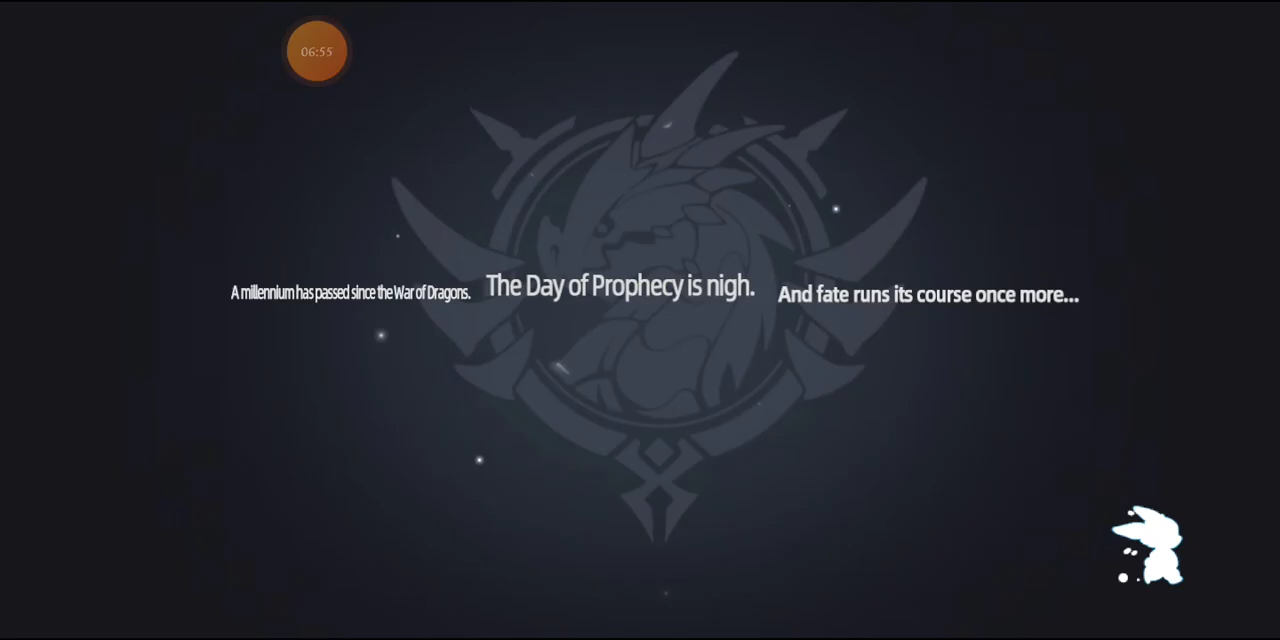 06:55
A millennium has passed since the War of Dragons.
The Day of Prophecy is nigh.
And fate runs its course once more...